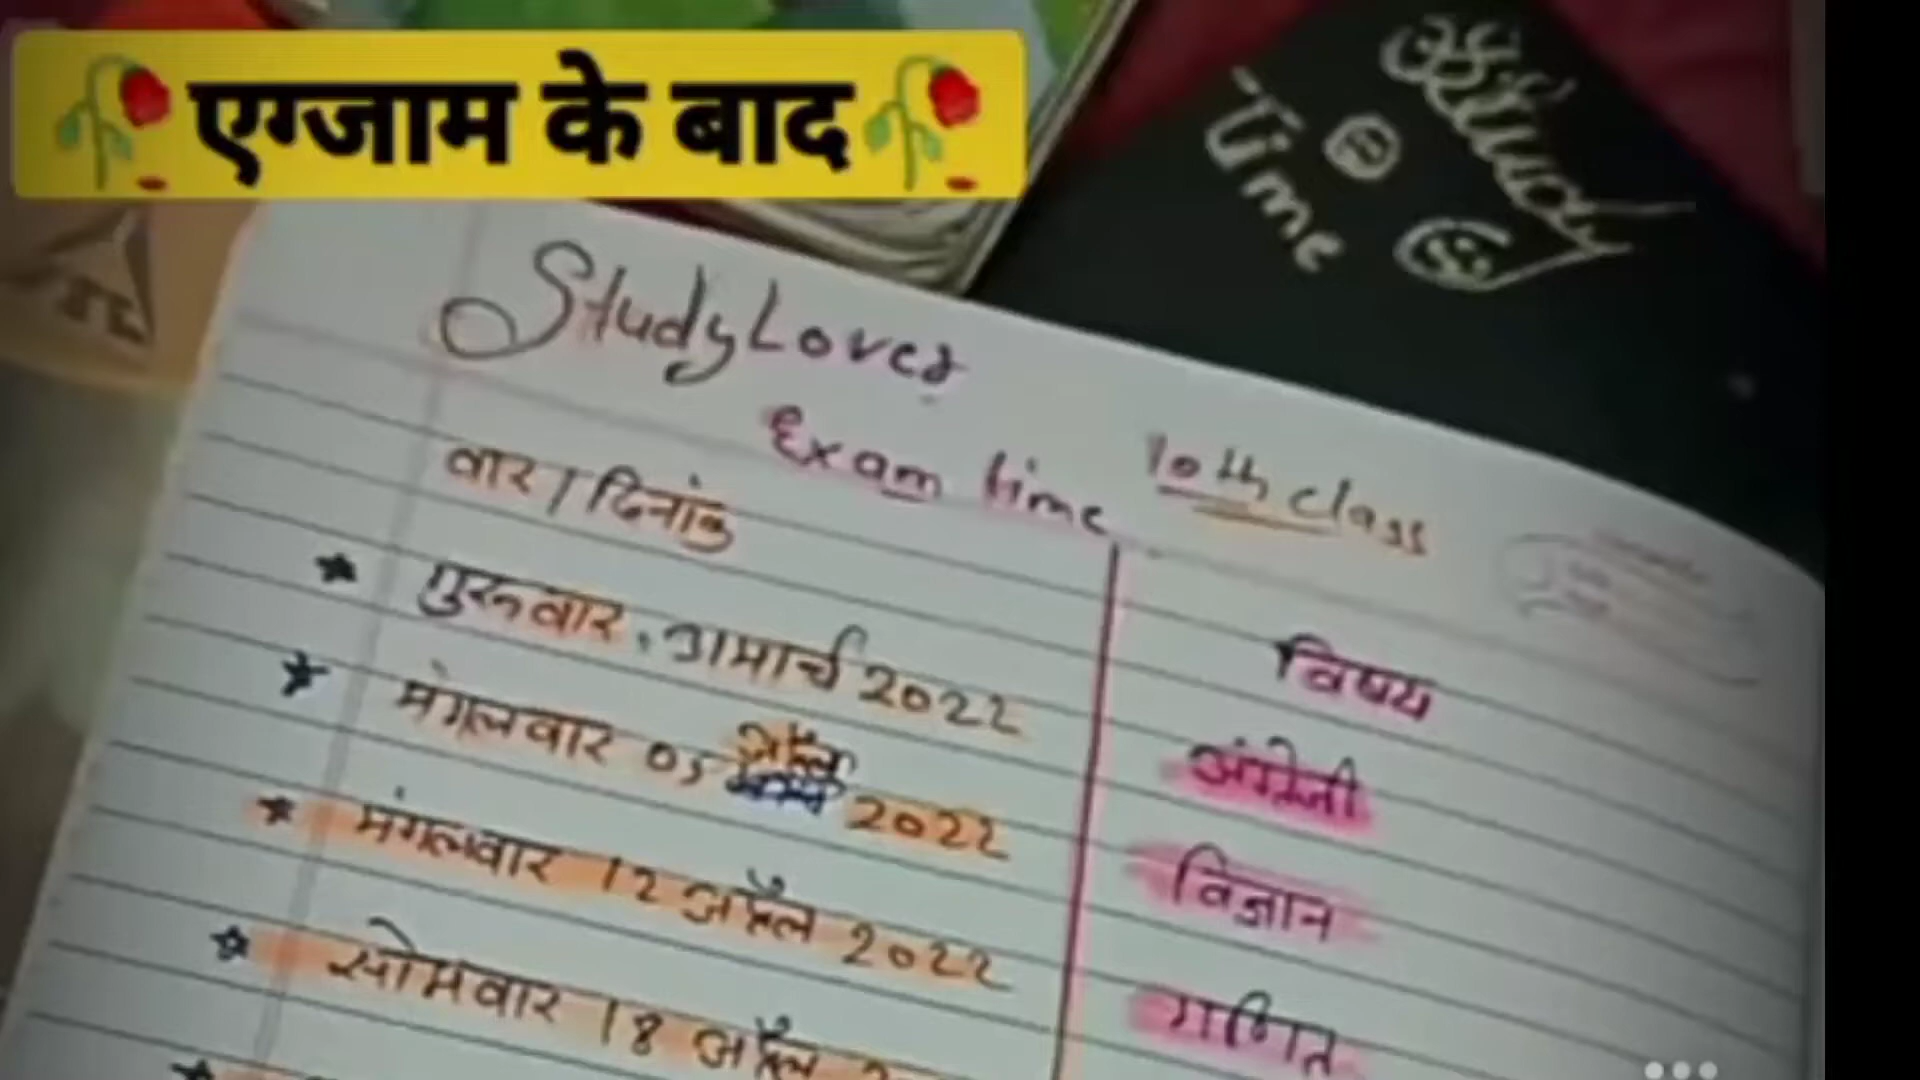 एग्जाम के बाद
Study
Time
StudyLover
Exam time 10th class
वार / दिनांक
विषय
गुरुवार, 31 मार्च 2022
अंग्रेजी
मंगलवार 05 अप्रैल 2022
विज्ञान
मंगलवार 12 अप्रैल 2022
गणित
सोमवार 18 अप्रैल